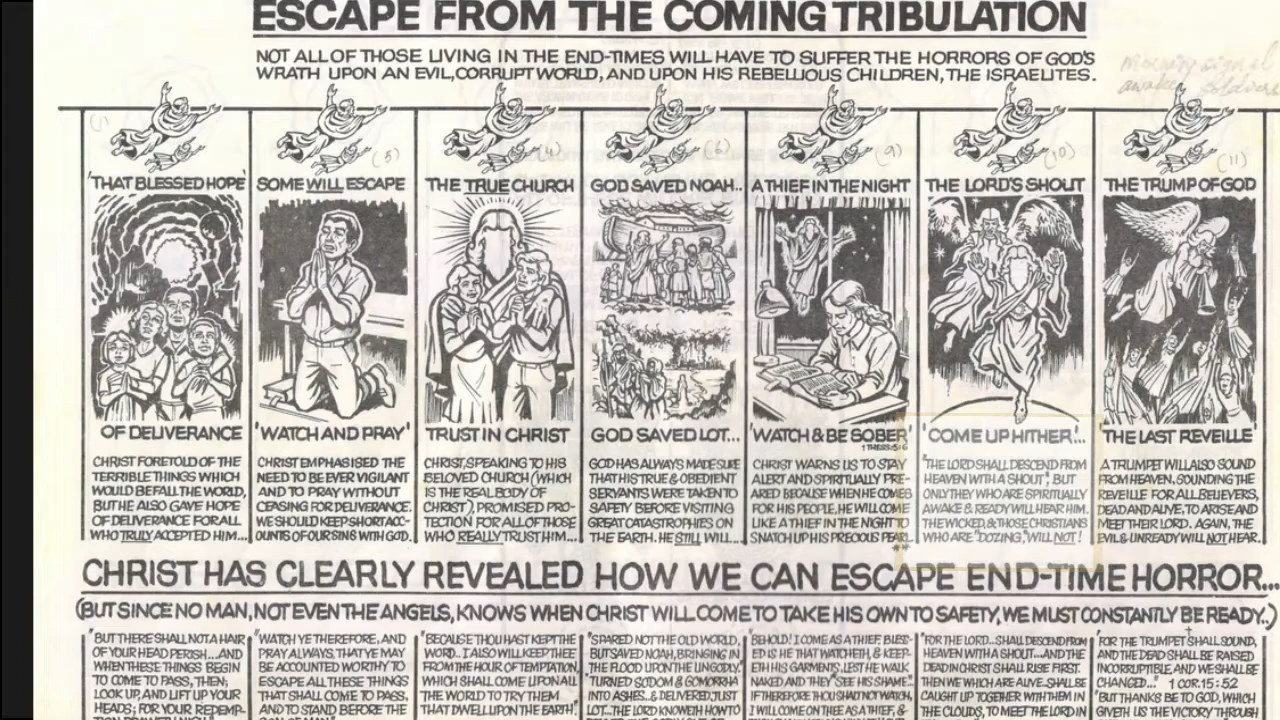 ESCAPE FROM THE COMING TRIBULATION
NOT ALL OF THOSE LIVING IN THE END-TIMES WILL HAVE TO SUFFER THE HORRORS OF GOD'S
WRATH UPON AN EVIL, CORRUPT WORLD, AND UPON HIS REBELLIOUS CHILDREN, THE ISRAELITES.
(1)
'THAT BLESSED HOPE'
OF DELIVERANCE
CHRIST FORETOLD OF THE
TERRIBLE THINGS WHICH
WOULD BEFALL THE WORLD,
BUT HE ALSO GAVE HOPE
OF DELIVERANCE FOR ALL
WHO TRULY ACCEPTED HIM...
SOME WILL ESCAPE
'WATCH AND PRAY'
CHRIST EMPHASISED THE
NEED TO BE EVER VIGILANT
AND TO PRAY WITHOUT
CEASING FOR DELIVERANCE.
WE SHOULD KEEP SHORT ACC-
OUNTS OF OUR SINS WITH GOD.
(4)
THE TRUE CHURCH
TRUST IN CHRIST
CHRIST, SPEAKING TO HIS
BELOVED CHURCH (WHICH
IS THE REAL BODY OF
CHRIST), PROMISED PRO-
TECTION FOR ALL OF THOSE
WHO REALLY TRUST HIM...
(6)
GOD SAVED NOAH..
GOD SAVED LOT...
GOD HAS ALWAYS MADE SURE
THAT HIS TRUE & OBEDIENT
SERVANTS WERE TAKEN TO
SAFETY BEFORE VISITING
GREAT CATASTROPHIES ON
THE EARTH. HE STILL WILL...
(9)
A THIEF IN THE NIGHT
'WATCH & BE SOBER'
1 THESS:5:6
CHRIST WARNS US TO STAY
ALERT AND SPIRITUALLY PRE-
ARED BECAUSE WHEN HE COMES
FOR HIS PEOPLE, HE WILL COME
LIKE A THIEF IN THE NIGHT TO
SNATCH UP HIS PRECIOUS PEARL
**
(10)
THE LORD'S SHOUT
'COME UP HITHER'...
"THE LORD SHALL DESCEND FROM
HEAVEN WITH A SHOUT", BUT
ONLY THEY WHO ARE SPIRITUALLY
AWAKE & READY WILL HEAR HIM.
THE WICKED, & THOSE CHRISTIANS
WHO ARE "DOZING," WILL NOT!
(11)
THE TRUMP OF GOD
'THE LAST REVEILLE'
A TRUMPET WILL ALSO SOUND
FROM HEAVEN, SOUNDING THE
REVEILLE FOR ALL BELIEVERS,
DEAD AND ALIVE, TO ARISE AND
MEET THEIR LORD. AGAIN, THE
EVIL & UNREADY WILL NOT HEAR.
CHRIST HAS CLEARLY REVEALED HOW WE CAN ESCAPE END-TIME HORROR...
(BUT SINCE NO MAN, NOT EVEN THE ANGELS, KNOWS WHEN CHRIST WILL COME TO TAKE HIS OWN TO SAFETY, WE MUST CONSTANTLY BE READY.)
"BUT THERE SHALL NOT A HAIR
OF YOUR HEAD PERISH....AND
WHEN THESE THINGS BEGIN
TO COME TO PASS, THEN;
LOOK UP, AND LIFT UP YOUR
HEADS; FOR YOUR REDEMP-
"WATCH YE THEREFORE, AND
PRAY ALWAYS, THAT YE MAY
BE ACCOUNTED WORTHY TO
ESCAPE ALL THESE THINGS
THAT SHALL COME TO PASS,
AND TO STAND BEFORE THE
"BECAUSE THOU HAST KEPT THE
WORD.. I ALSO WILL KEEP THEE
FROM THE HOUR OF TEMPTATION,
WHICH SHALL COME UPON ALL
THE WORLD TO TRY THEM
THAT DWELL UPON THE EARTH".
"SPARED NOT THE OLD WORLD,
BUT SAVED NOAH, BRINGING IN
THE FLOOD UPON THE UNGODLY."
"TURNED SODOM & GOMORRHA
INTO ASHES..& DELIVERED JUST
LOT...THE LORD KNOWETH HOW TO
"BEHOLD! I COME AS A THIEF, BLESS-
ED IS HE THAT WATCHETH, & KEEP-
ETH HIS GARMENTS, LEST HE WALK
NAKED AND THEY "SEE HIS SHAME".
IF THEREFORE THOU SHALT NOT WATCH,
I WILL COME ON THEE AS A THIEF, &
"FOR THE LORD...SHALL DESCEND FROM
HEAVEN WITH A SHOUT...AND THE
DEAD IN CHRIST SHALL RISE FIRST.
THEN WE WHICH ARE ALIVE..SHALL BE
CAUGHT UP TOGETHER WITH THEM IN
THE CLOUDS, TO MEET THE LORD IN
"FOR THE TRUMPET SHALL SOUND,
AND THE DEAD SHALL BE RAISED
INCORRUPTIBLE, AND WE SHALL BE
CHANGED..." 1 COR.15:52
"BUT THANKS BE TO GOD, WHICH
GIVETH US THE VICTORY THROUGH